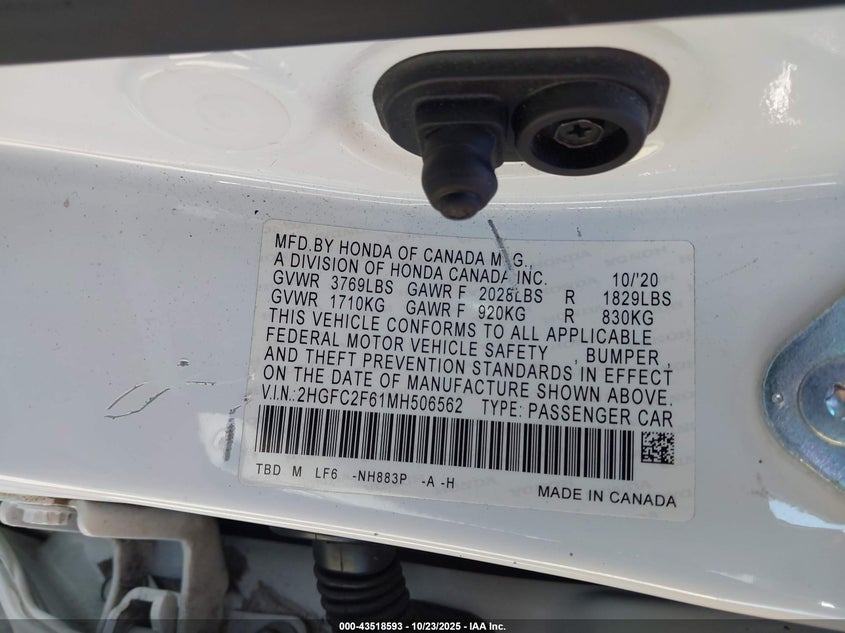 MFD.BY HONDA OF CANADA MFG.,
A DIVISION OF HONDA CANADA INC. 10/'20
GVWR 3769LBS GAWR F 2028LBS R 1829LBS
GVWR 1710KG GAWR F 920KG R 830KG
THIS VEHICLE CONFORMS TO ALL APPLICABLE
FEDERAL MOTOR VEHICLE SAFETY , BUMPER ,
AND THEFT PREVENTION STANDARDS IN EFFECT
ON THE DATE OF MANUFACTURE SHOWN ABOVE.
V.I.N.: 2HGFC2F61MH506562 TYPE: PASSENGER CAR
TBD M LF6 -NH883P -A -H
MADE IN CANADA
000-43518593 - 10/23/2025 - IAA Inc.